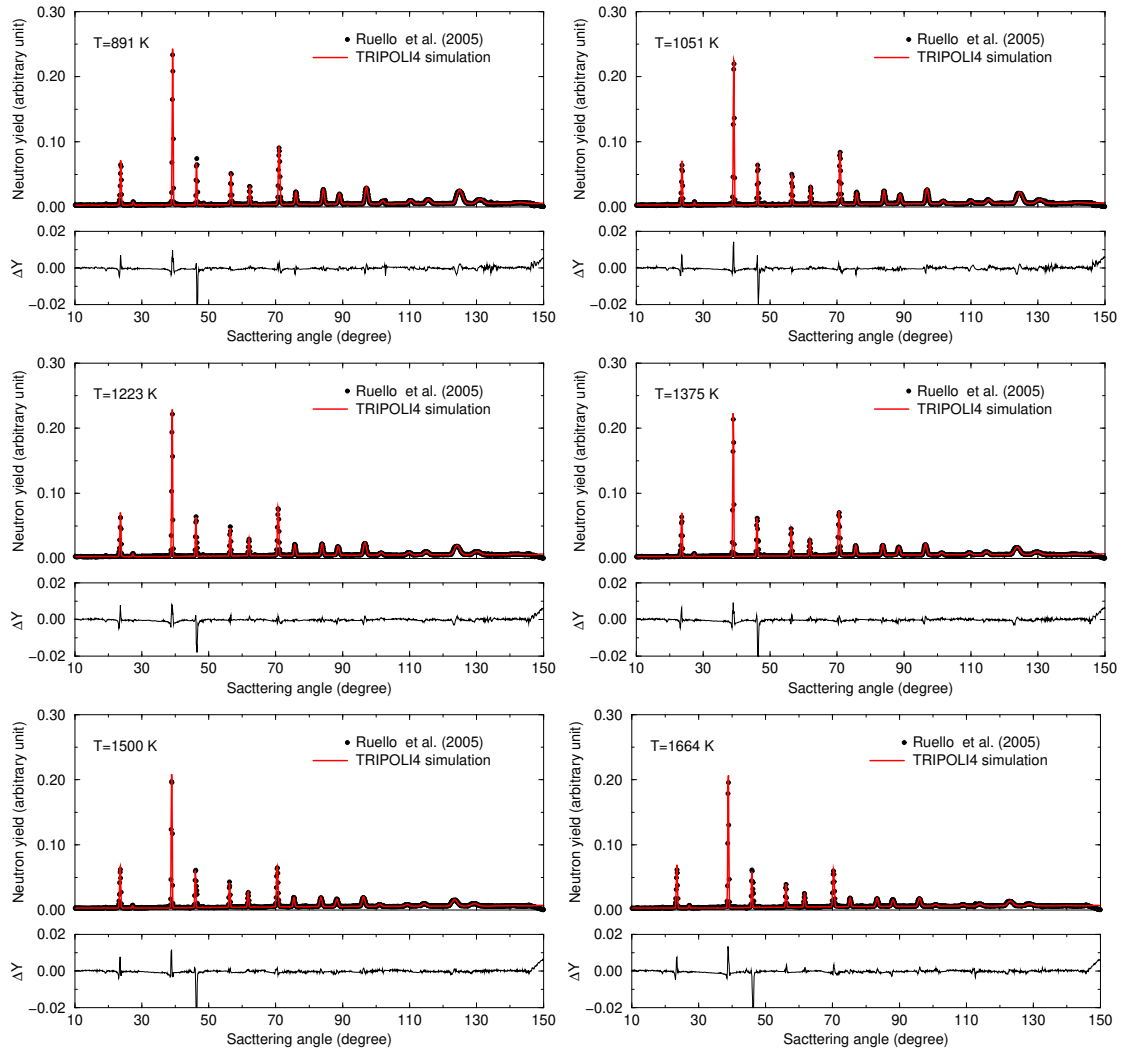 0.30
0.20
0.10
0.00
Neutron yield (arbitrary unit)
T=891 K
Ruello et al. (2005)
TRIPOLI4 simulation
0.02
0.00
−0.02
ΔY
10 30 50 70 90 110 130 150
Sacttering angle (degree)
0.30
0.20
0.10
0.00
Neutron yield (arbitrary unit)
T=1051 K
Ruello et al. (2005)
TRIPOLI4 simulation
0.02
0.00
−0.02
ΔY
10 30 50 70 90 110 130 150
Sacttering angle (degree)
0.30
0.20
0.10
0.00
Neutron yield (arbitrary unit)
T=1223 K
Ruello et al. (2005)
TRIPOLI4 simulation
0.02
0.00
−0.02
ΔY
10 30 50 70 90 110 130 150
Sacttering angle (degree)
0.30
0.20
0.10
0.00
Neutron yield (arbitrary unit)
T=1375 K
Ruello et al. (2005)
TRIPOLI4 simulation
0.02
0.00
−0.02
ΔY
10 30 50 70 90 110 130 150
Sacttering angle (degree)
0.30
0.20
0.10
0.00
Neutron yield (arbitrary unit)
T=1500 K
Ruello et al. (2005)
TRIPOLI4 simulation
0.02
0.00
−0.02
ΔY
10 30 50 70 90 110 130 150
Sacttering angle (degree)
0.30
0.20
0.10
0.00
Neutron yield (arbitrary unit)
T=1664 K
Ruello et al. (2005)
TRIPOLI4 simulation
0.02
0.00
−0.02
ΔY
10 30 50 70 90 110 130 150
Sacttering angle (degree)